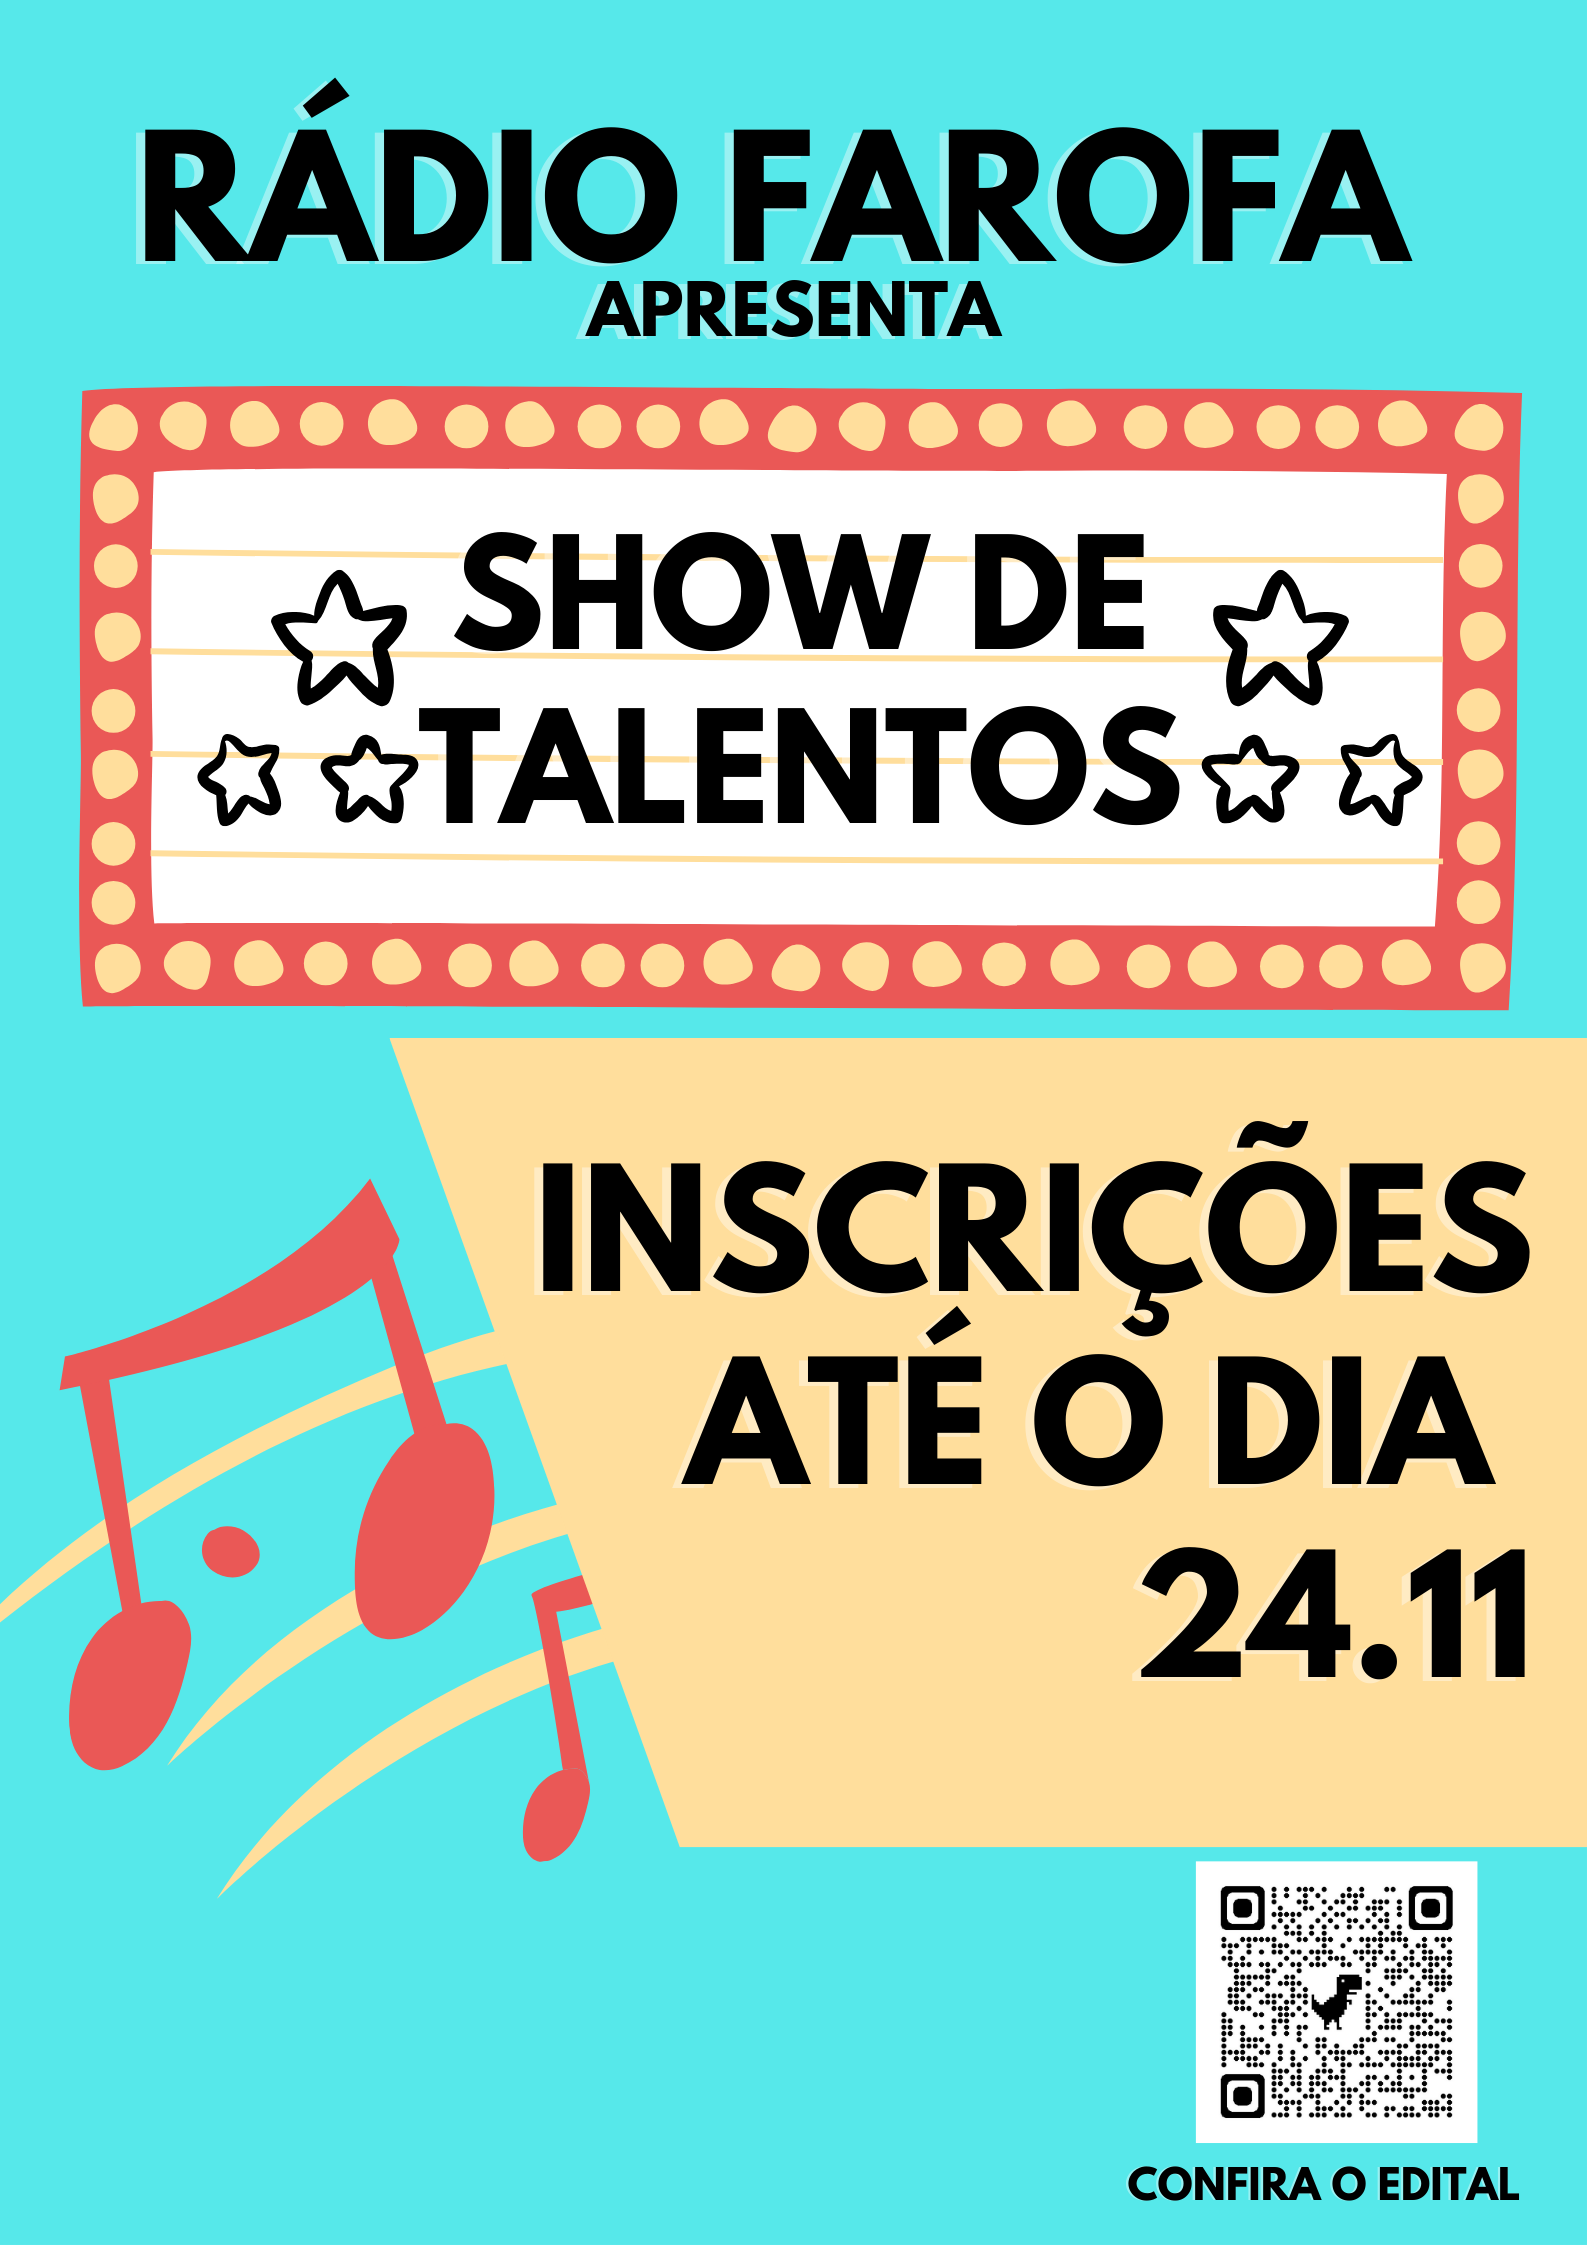 RÁDIO FAROFA
APRESENTA
SHOW DE
TALENTOS
INSCRIÇÕES
ATÉ O DIA
24.11
CONFIRA O EDITAL